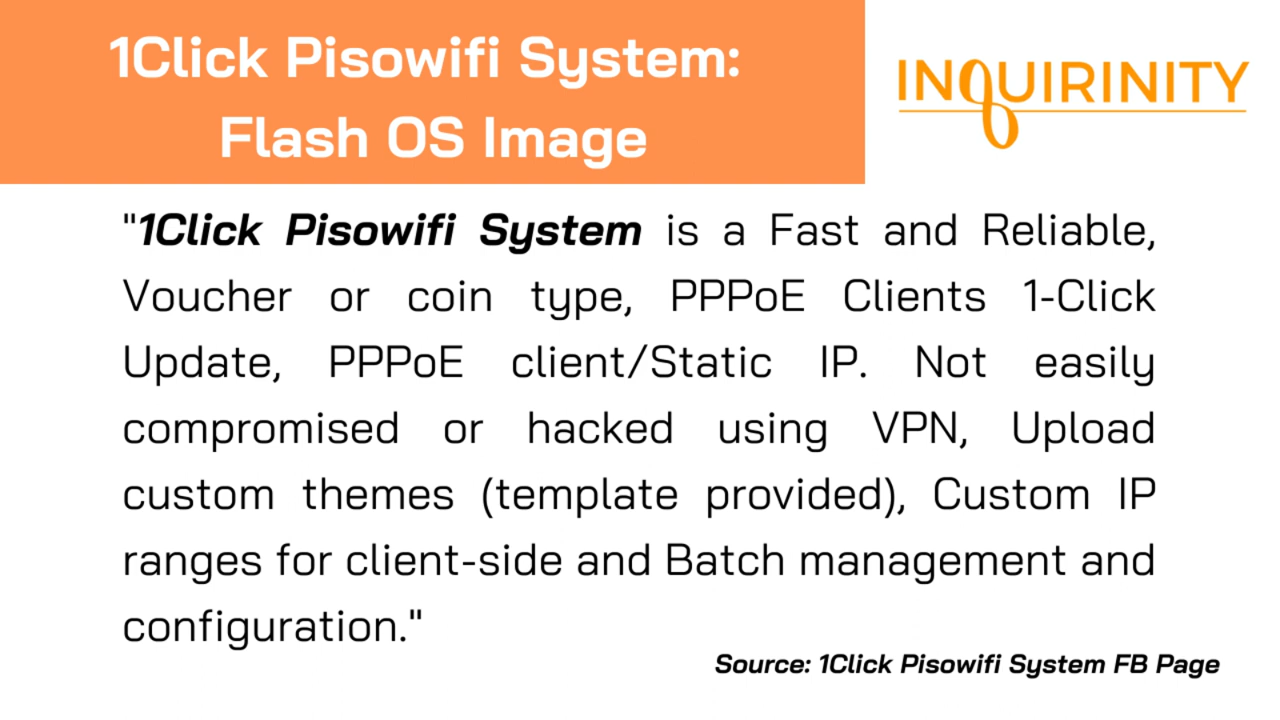 1Click Pisowifi System:
Flash OS Image
INQUIRINITY
"1Click Pisowifi System is a Fast and Reliable,
Voucher or coin type, PPPoE Clients 1-Click
Update, PPPoE client/Static IP. Not easily
compromised or hacked using VPN, Upload
custom themes (template provided), Custom IP
ranges for client-side and Batch management and
configuration."
Source: 1Click Pisowifi System FB Page